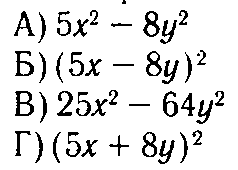 А) 5x² − 8y²
Б) (5x − 8y)²
В) 25x² − 64y²
Г) (5x + 8y)²